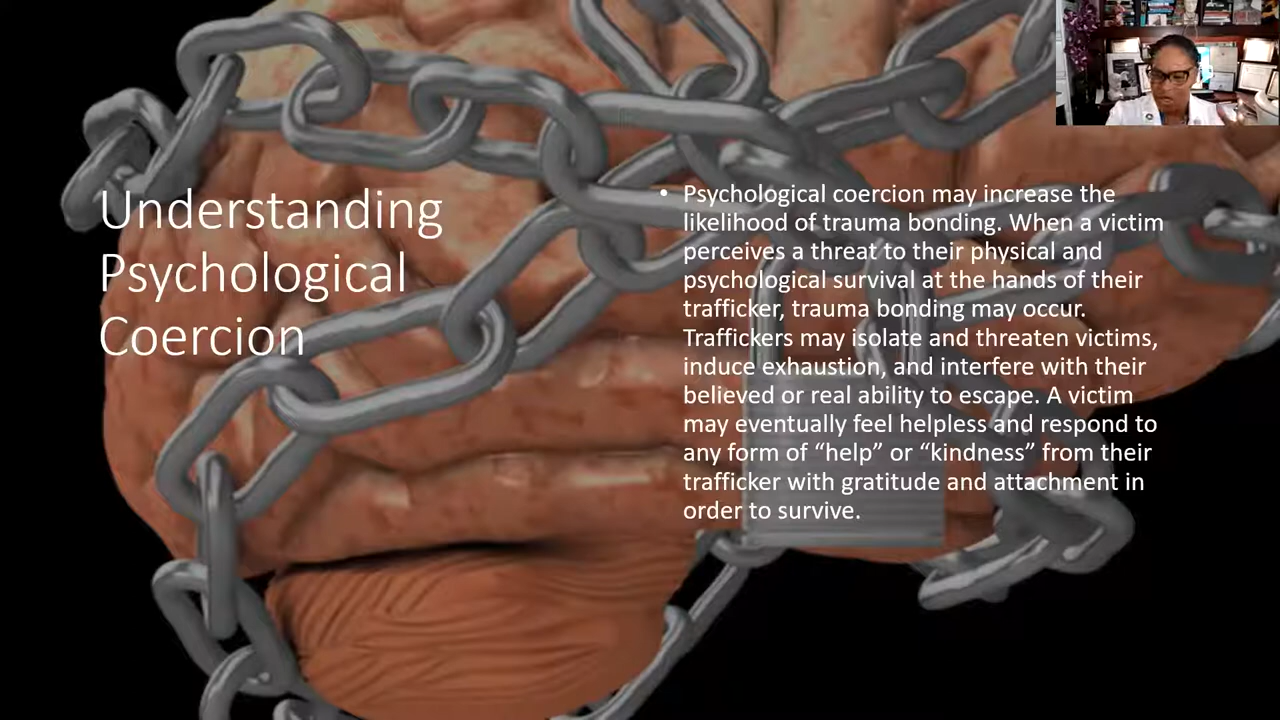 Understanding
Psychological
Coercion
• Psychological coercion may increase the
likelihood of trauma bonding. When a victim
perceives a threat to their physical and
psychological survival at the hands of their
trafficker, trauma bonding may occur.
Traffickers may isolate and threaten victims,
induce exhaustion, and interfere with their
believed or real ability to escape. A victim
may eventually feel helpless and respond to
any form of “help” or “kindness” from their
trafficker with gratitude and attachment in
order to survive.